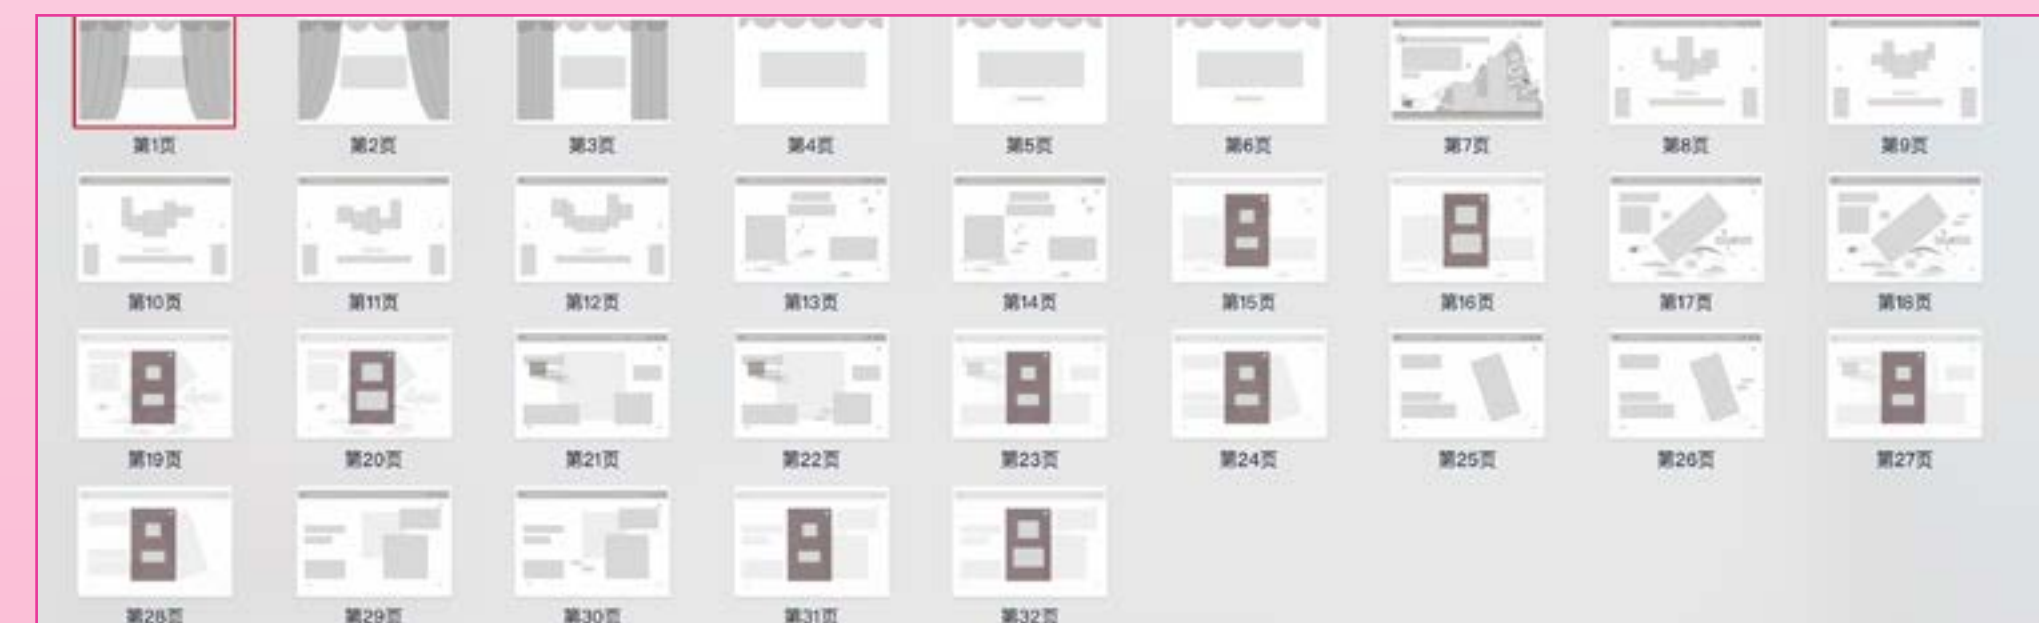 第1页 第2页 第3页 第4页 第5页 第6页 第7页 第8页 第9页
第10页 第11页 第12页 第13页 第14页 第15页 第16页 第17页 第18页
第19页 第20页 第21页 第22页 第23页 第24页 第25页 第26页 第27页
第28页 第29页 第30页 第31页 第32页